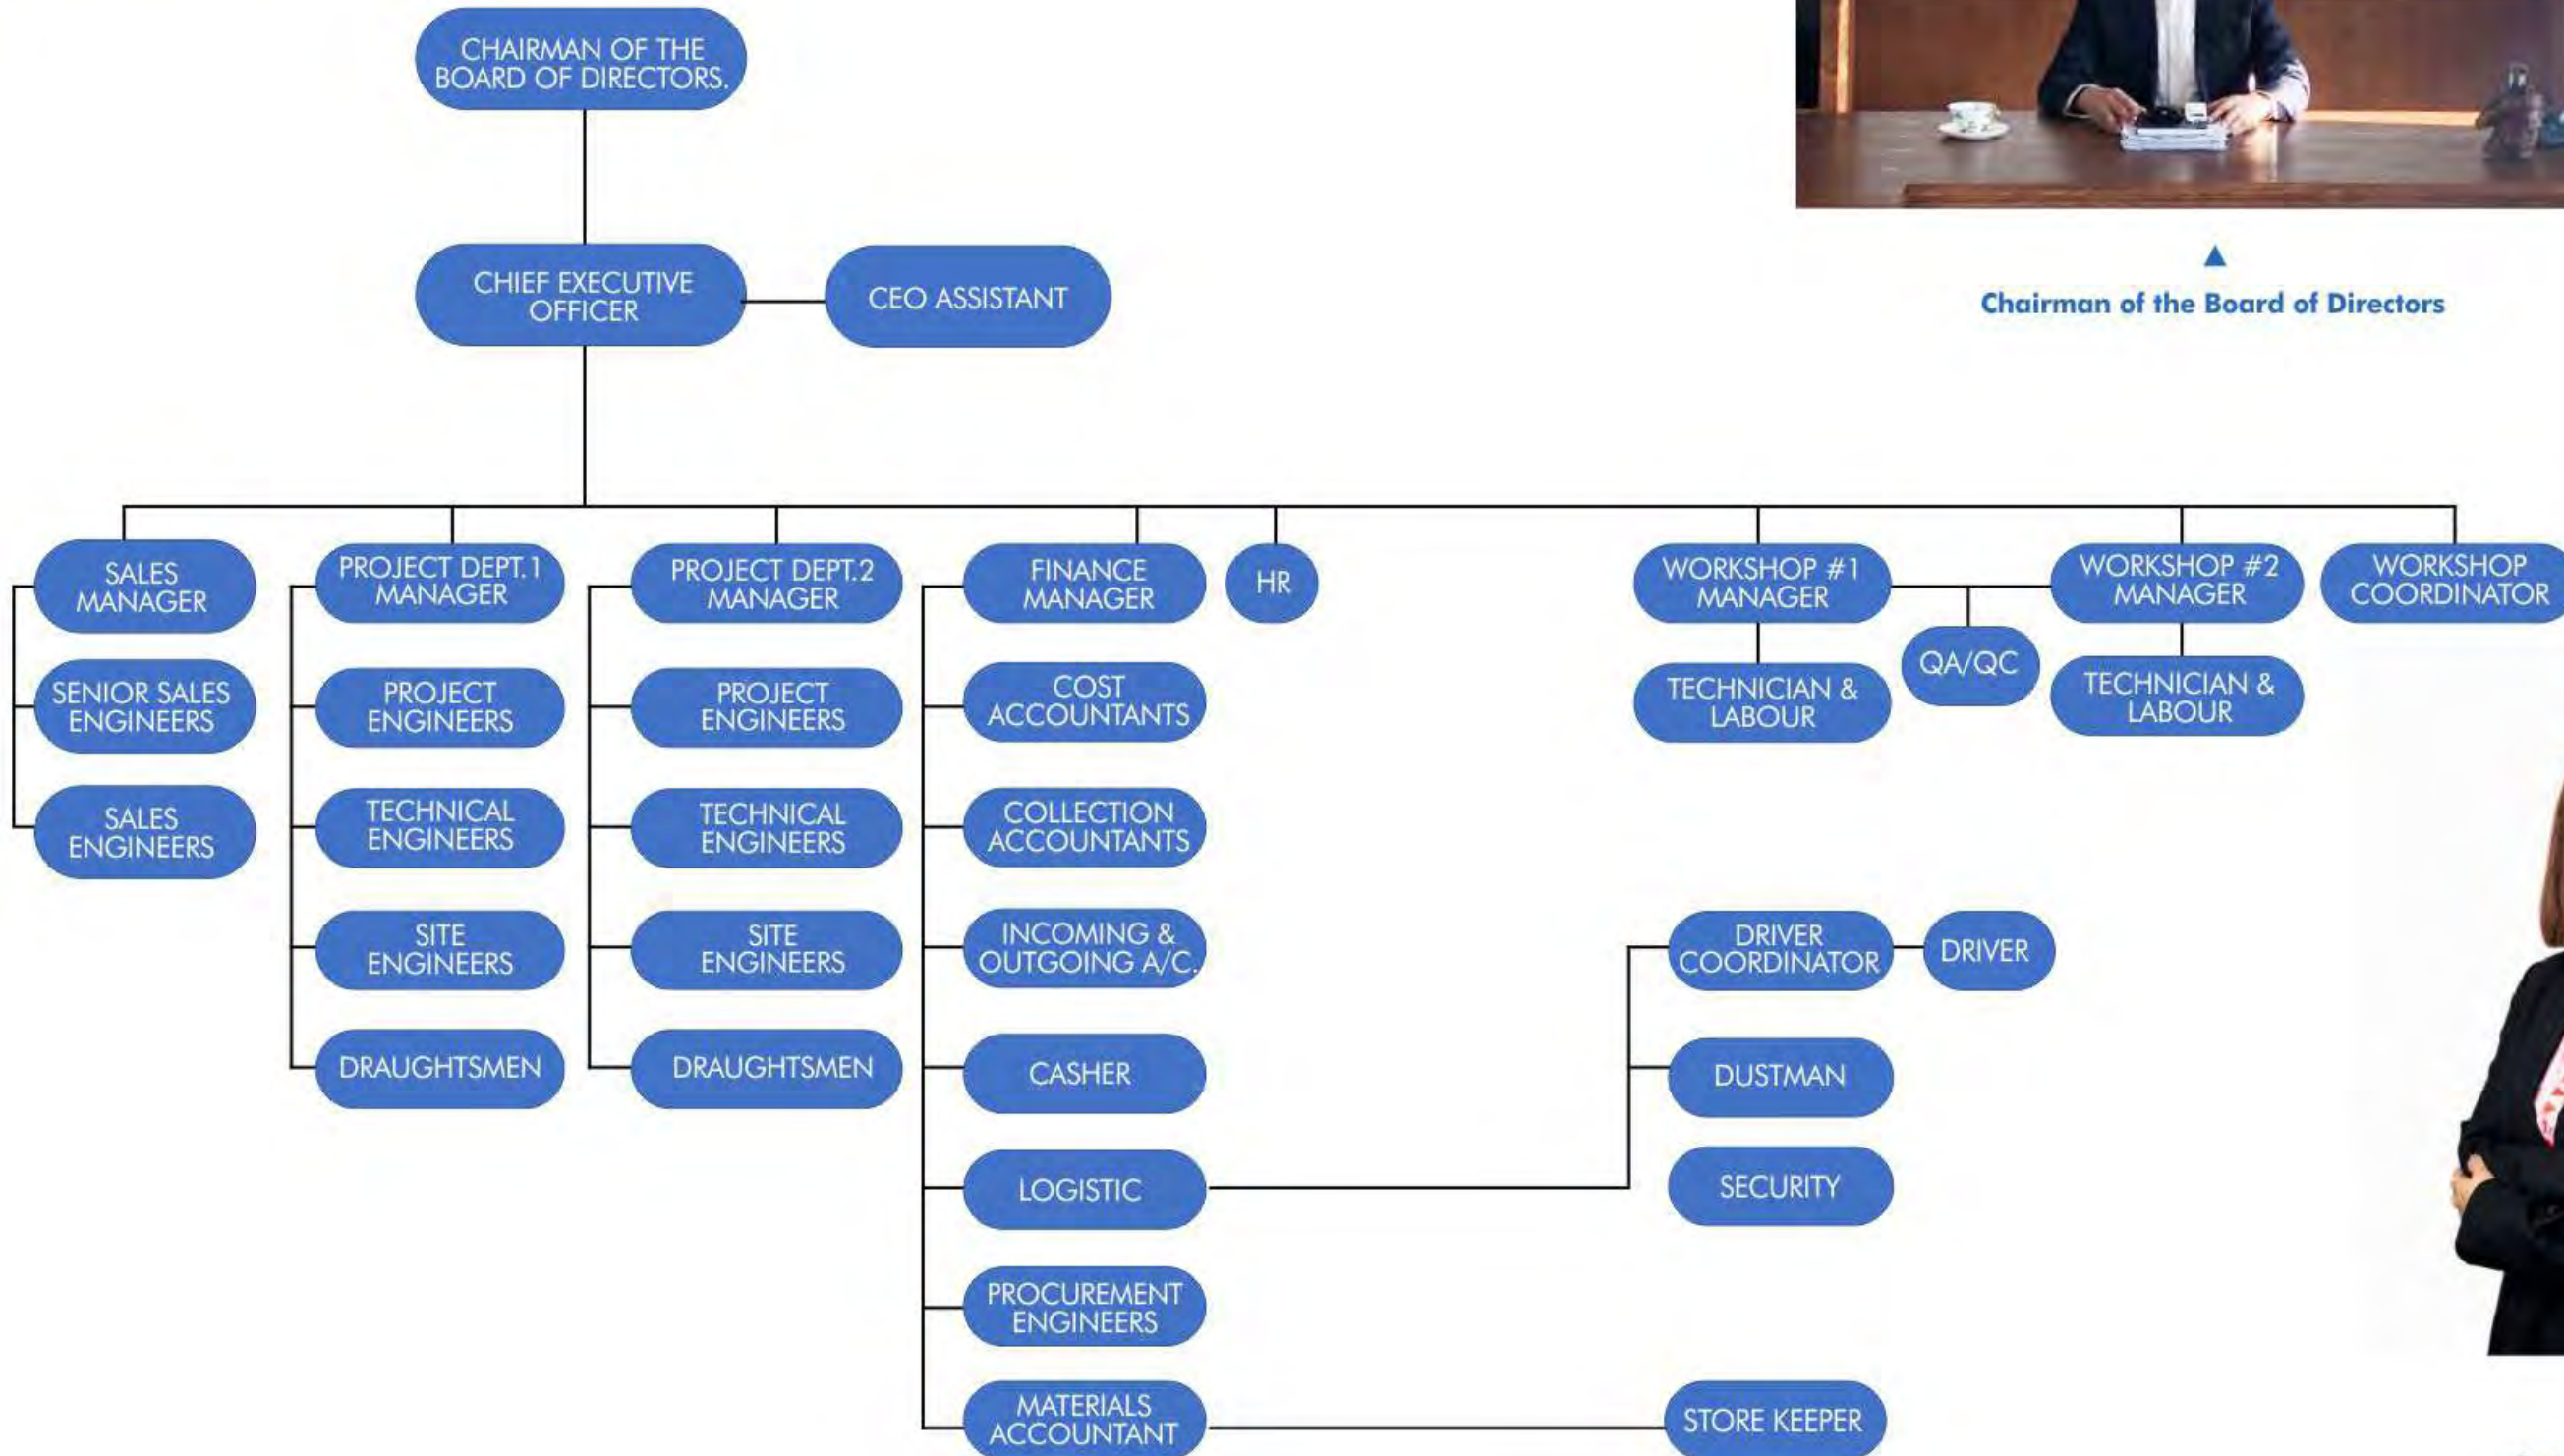 CHAIRMAN OF THE
BOARD OF DIRECTORS.
CHIEF EXECUTIVE
OFFICER
CEO ASSISTANT
Chairman of the Board of Directors
SALES
MANAGER
SENIOR SALES
ENGINEERS
SALES
ENGINEERS
PROJECT DEPT.1
MANAGER
PROJECT
ENGINEERS
TECHNICAL
ENGINEERS
SITE
ENGINEERS
DRAUGHTSMEN
PROJECT DEPT.2
MANAGER
PROJECT
ENGINEERS
TECHNICAL
ENGINEERS
SITE
ENGINEERS
DRAUGHTSMEN
FINANCE
MANAGER
COST
ACCOUNTANTS
COLLECTION
ACCOUNTANTS
INCOMING &
OUTGOING A/C.
CASHER
LOGISTIC
PROCUREMENT
ENGINEERS
MATERIALS
ACCOUNTANT
HR
WORKSHOP #1
MANAGER
TECHNICIAN &
LABOUR
QA/QC
WORKSHOP #2
MANAGER
TECHNICIAN &
LABOUR
WORKSHOP
COORDINATOR
DRIVER
COORDINATOR
DRIVER
DUSTMAN
SECURITY
STORE KEEPER